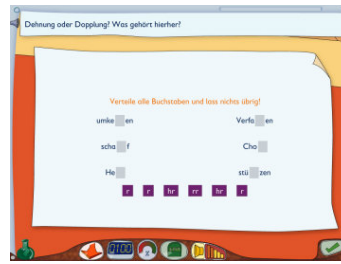 Dehnung oder Dopplung? Was gehört hierher?
Verteile alle Buchstaben und lass nichts übrig!
umke en Verfa en
scha f Cho
He stü zen
r r hr rr hr r
0100